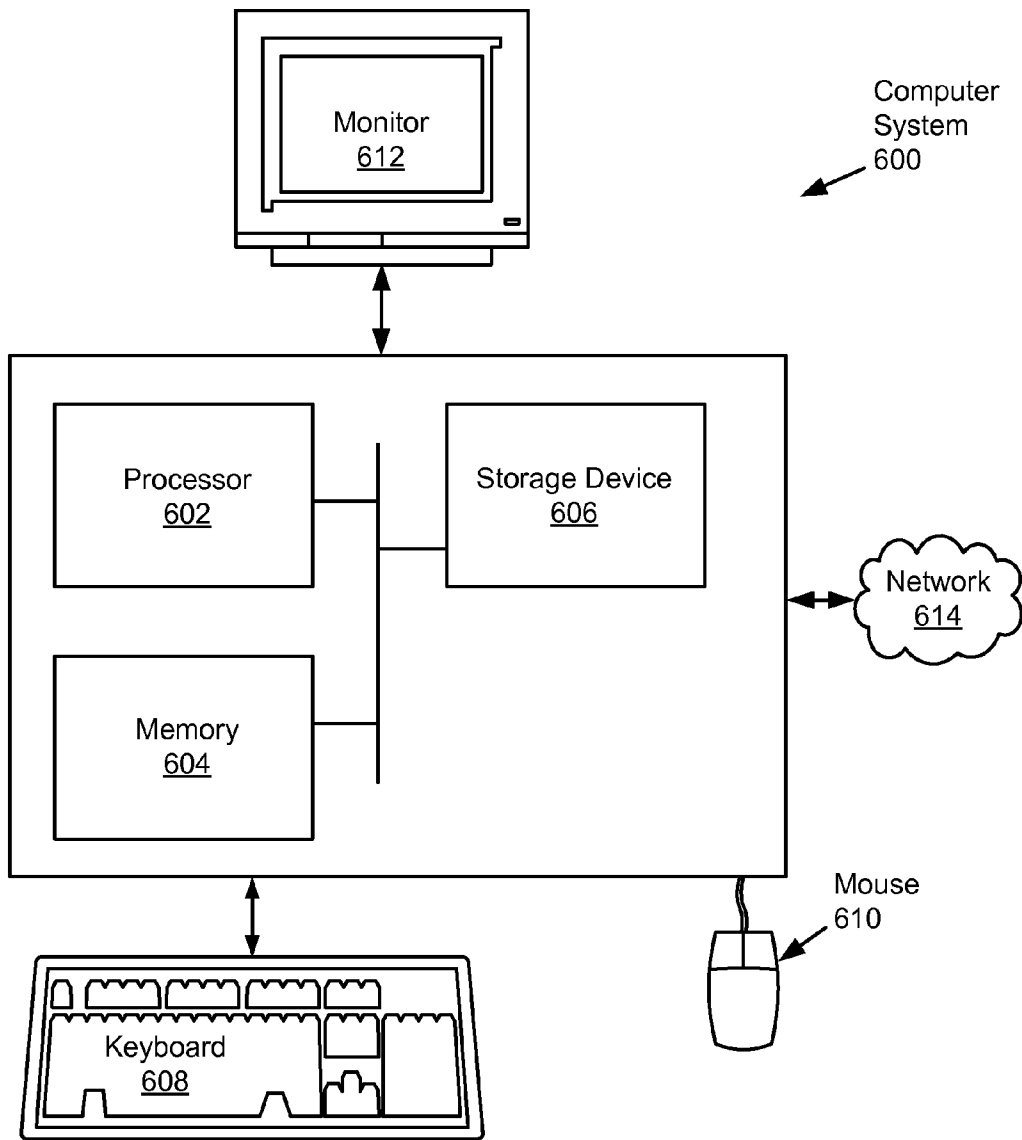 Monitor
612
Computer
System
600
Processor
602
Storage Device
606
Network
614
Memory
604
Mouse
610
Keyboard
608